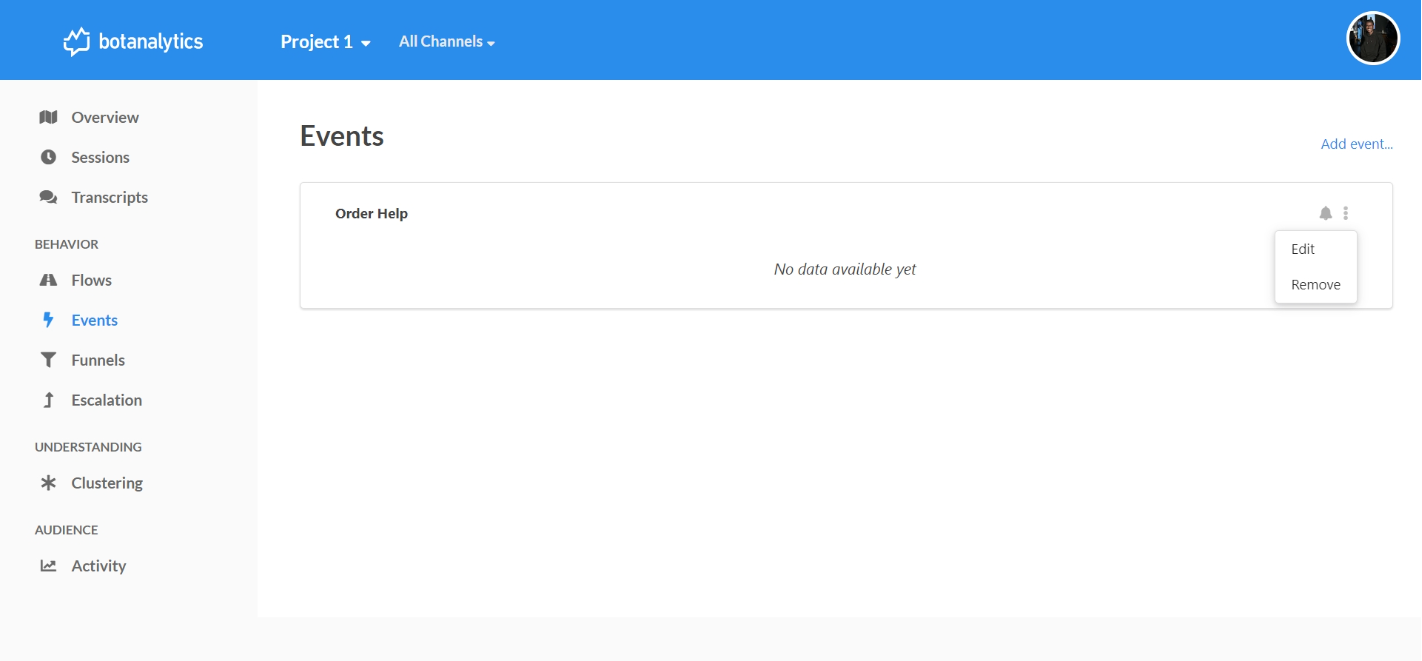 botanalytics
Project 1
All Channels
Overview
Sessions
Transcripts
BEHAVIOR
Flows
Events
Funnels
Escalation
UNDERSTANDING
Clustering
AUDIENCE
Activity
Events
Add event...
Order Help
No data available yet
Edit
Remove